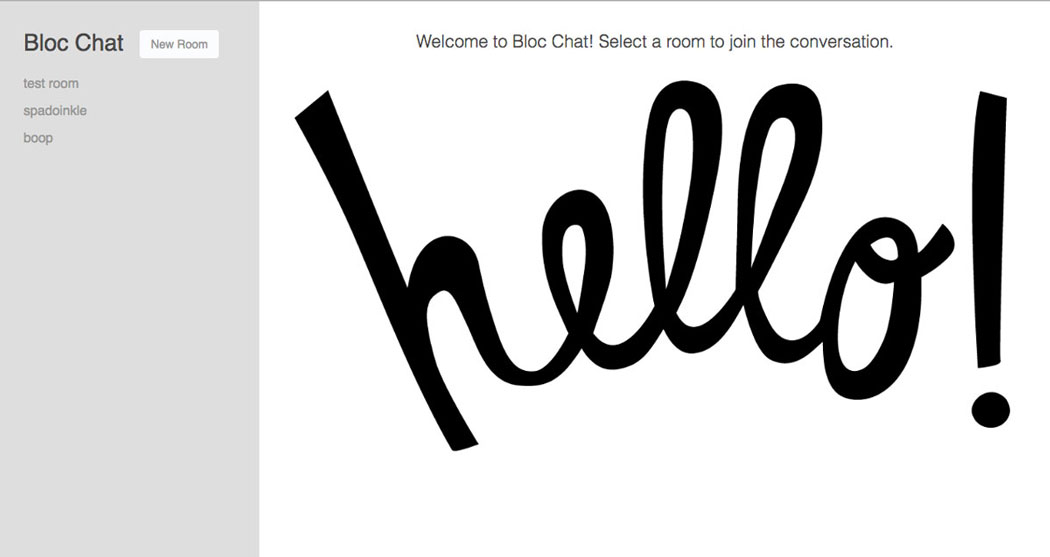 Bloc Chat
New Room
test room
spadoinkle
boop
Welcome to Bloc Chat! Select a room to join the conversation.
hello!